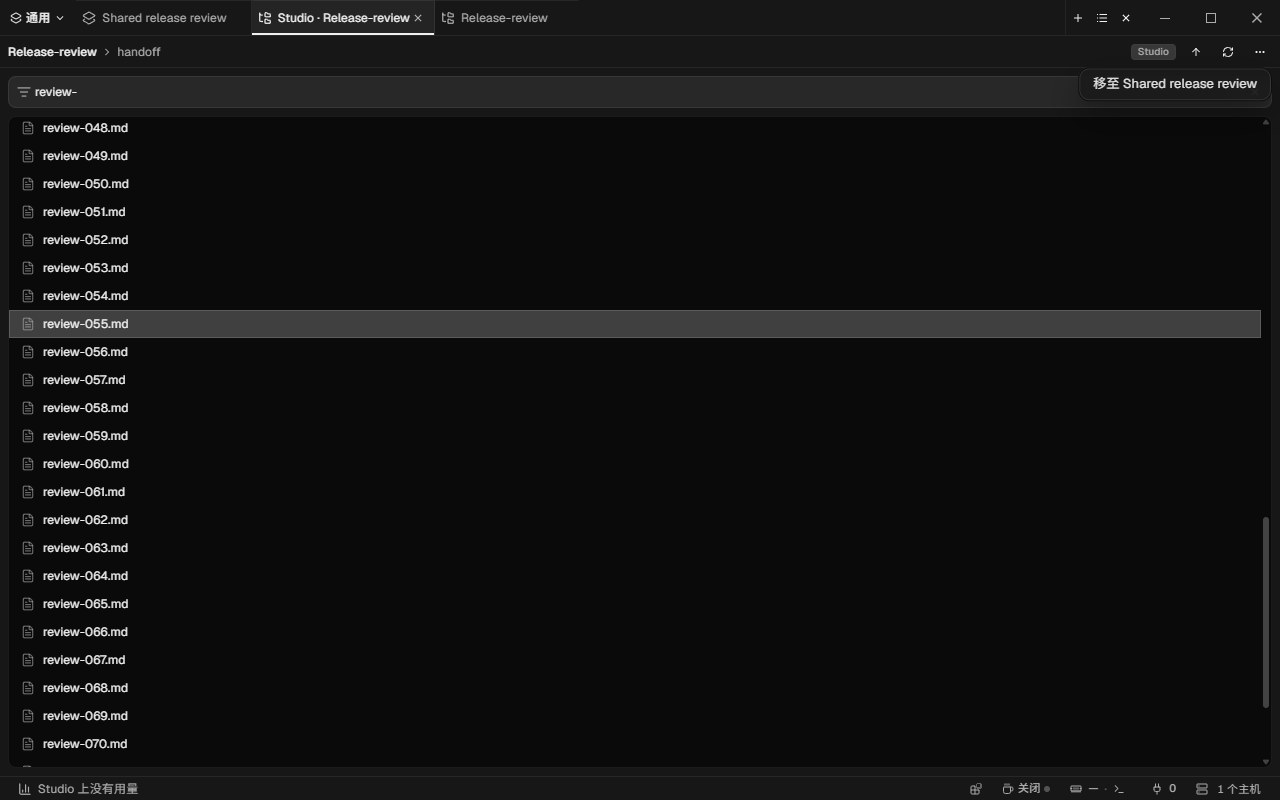 通用
Shared release review
Studio · Release-review
Release-review
Release-review > handoff
Studio
移至 Shared release review
review-
review-048.md
review-049.md
review-050.md
review-051.md
review-052.md
review-053.md
review-054.md
review-055.md
review-056.md
review-057.md
review-058.md
review-059.md
review-060.md
review-061.md
review-062.md
review-063.md
review-064.md
review-065.md
review-066.md
review-067.md
review-068.md
review-069.md
review-070.md
Studio 上没有用量
关闭
— ·
0
1 个主机